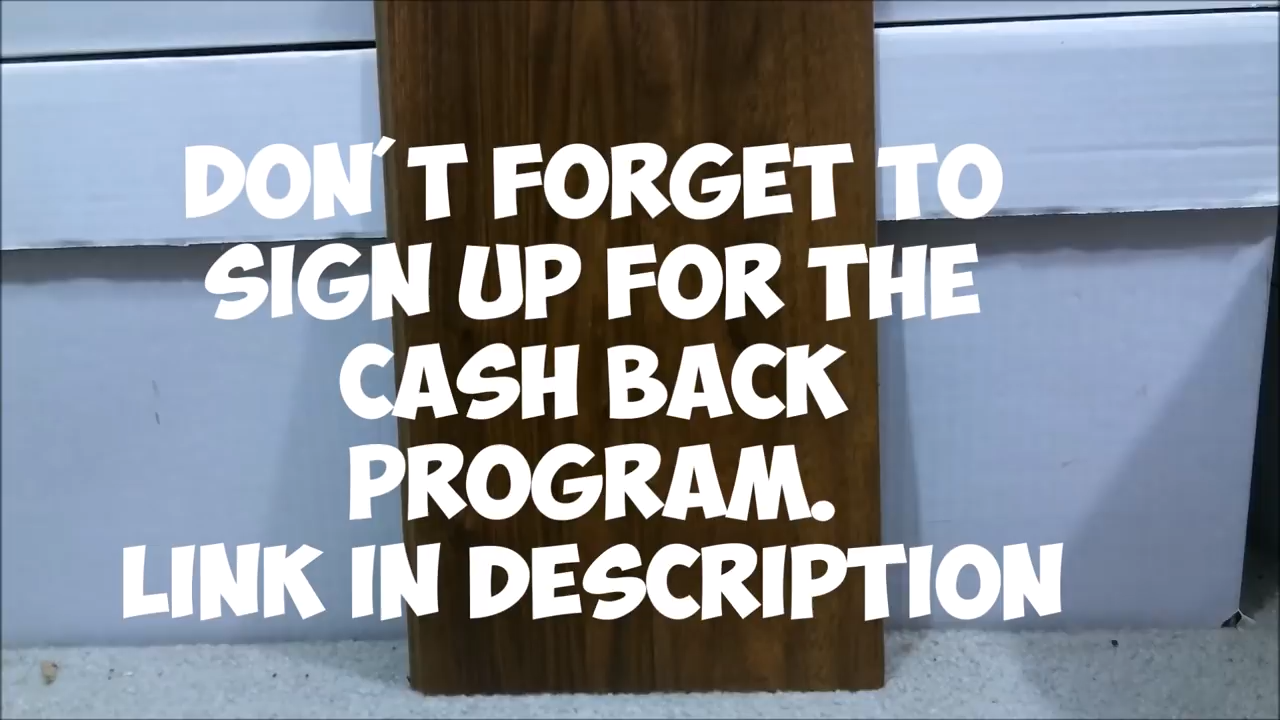 DON'T FORGET TO
SIGN UP FOR THE
CASH BACK
PROGRAM.
LINK IN DESCRIPTION